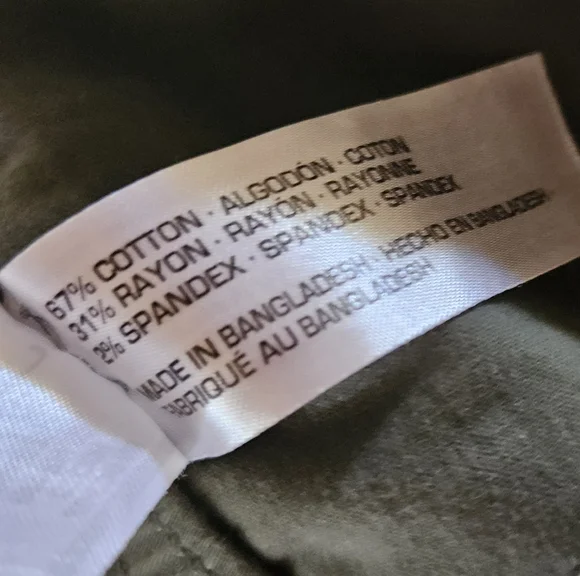 67% COTTON · ALGODÓN · COTON
31% RAYON · RAYÓN · RAYONNE
2% SPANDEX · SPANDEX · SPANDEX
MADE IN BANGLADESH · HECHO EN BANGLADESH·
FABRIQUÉ AU BANGLADESH